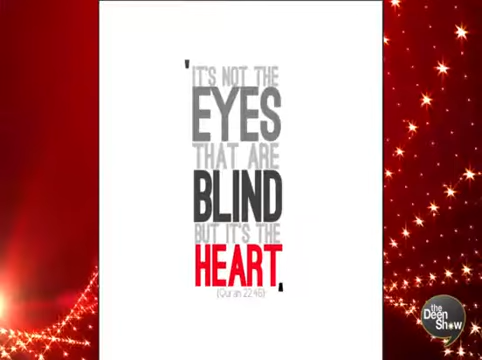 'IT'S NOT THE
EYES
THAT ARE
BLIND
BUT IT'S THE
HEART.
(Quran 22:46)
the
Deen
Show